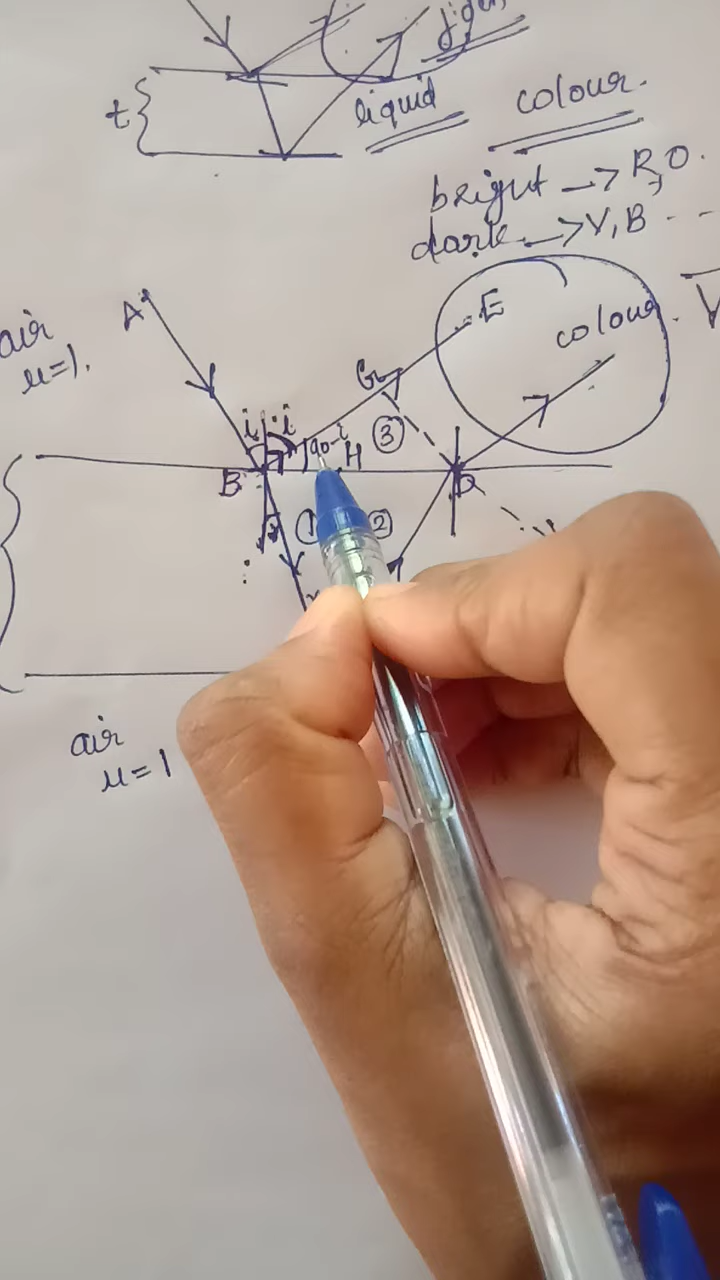 t
liquid
colour.
bright → R, O.
dark → V, B - -
A
air
μ=1.
E
colour.
G
i i
90-i
H
③
B
D
①
②
r
air
μ=1